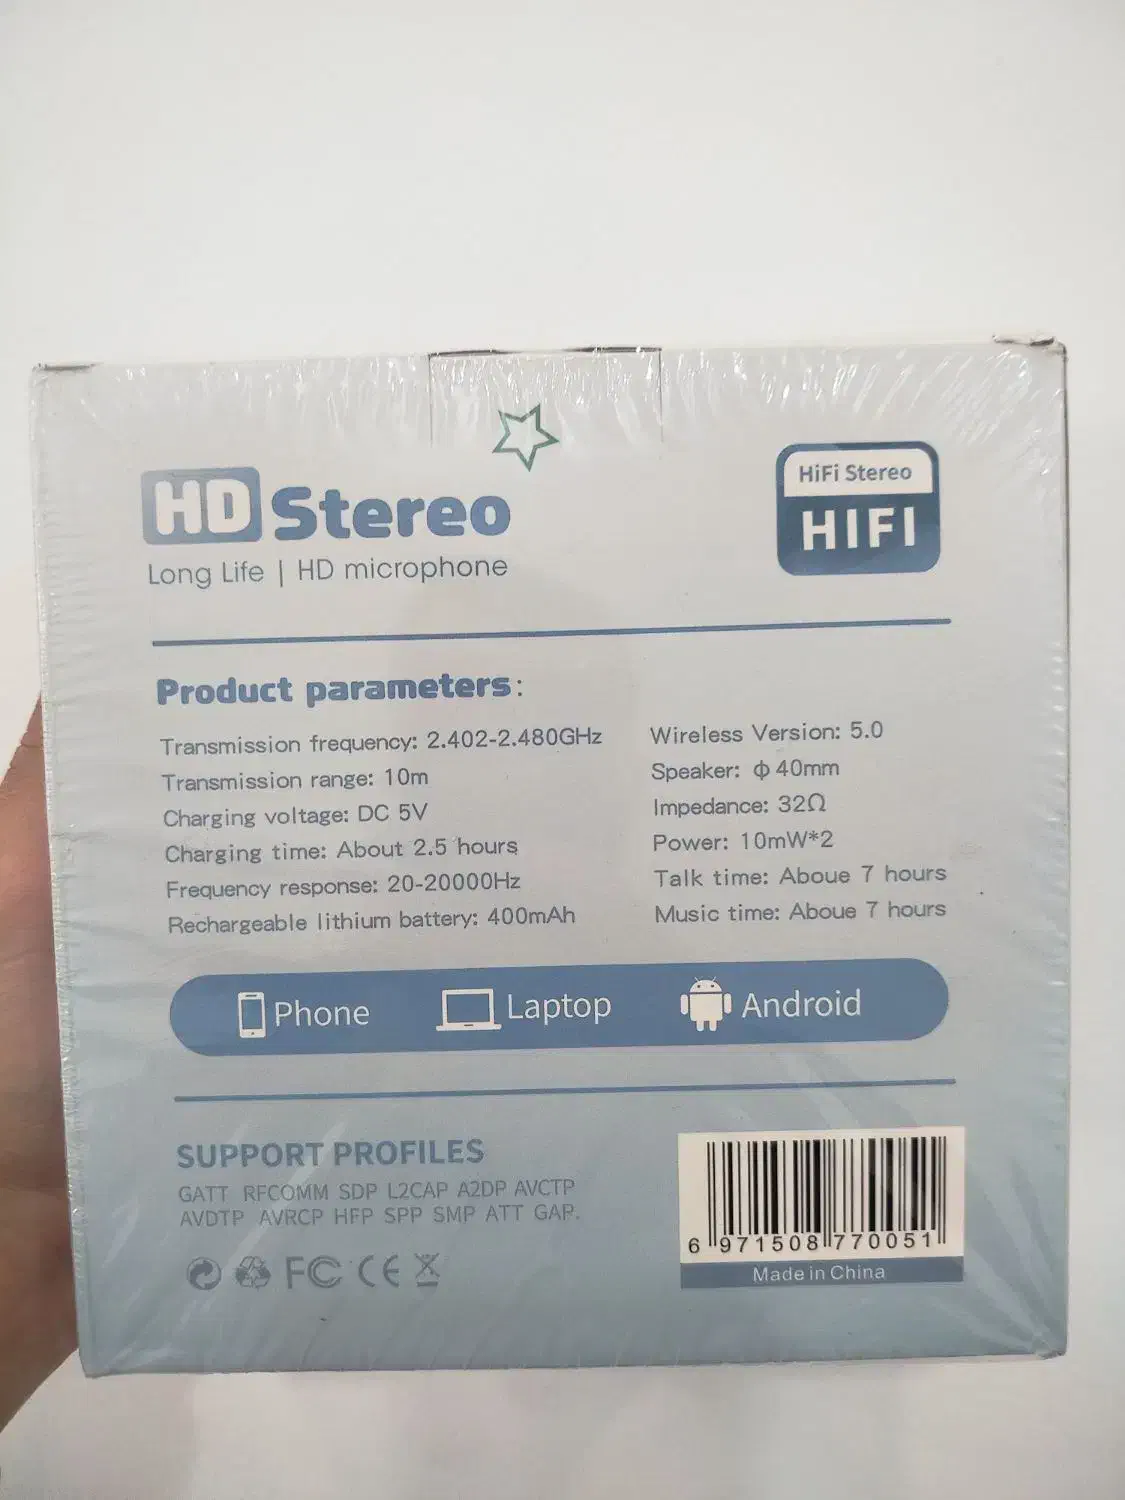 HD Stereo
Long Life | HD microphone
HiFi Stereo
HIFI
Product parameters:
Transmission frequency: 2.402-2.480GHz
Transmission range: 10m
Charging voltage: DC 5V
Charging time: About 2.5 hours
Frequency response: 20-20000Hz
Rechargeable lithium battery: 400mAh
Wireless Version: 5.0
Speaker: Φ40mm
Impedance: 32Ω
Power: 10mW*2
Talk time: Aboue 7 hours
Music time: Aboue 7 hours
Phone
Laptop
Android
SUPPORT PROFILES
GATT RFCOMM SDP L2CAP A2DP AVCTP
AVDTP AVRCP HFP SPP SMP ATT GAP.
FC CE
6 971508 770051
Made in China